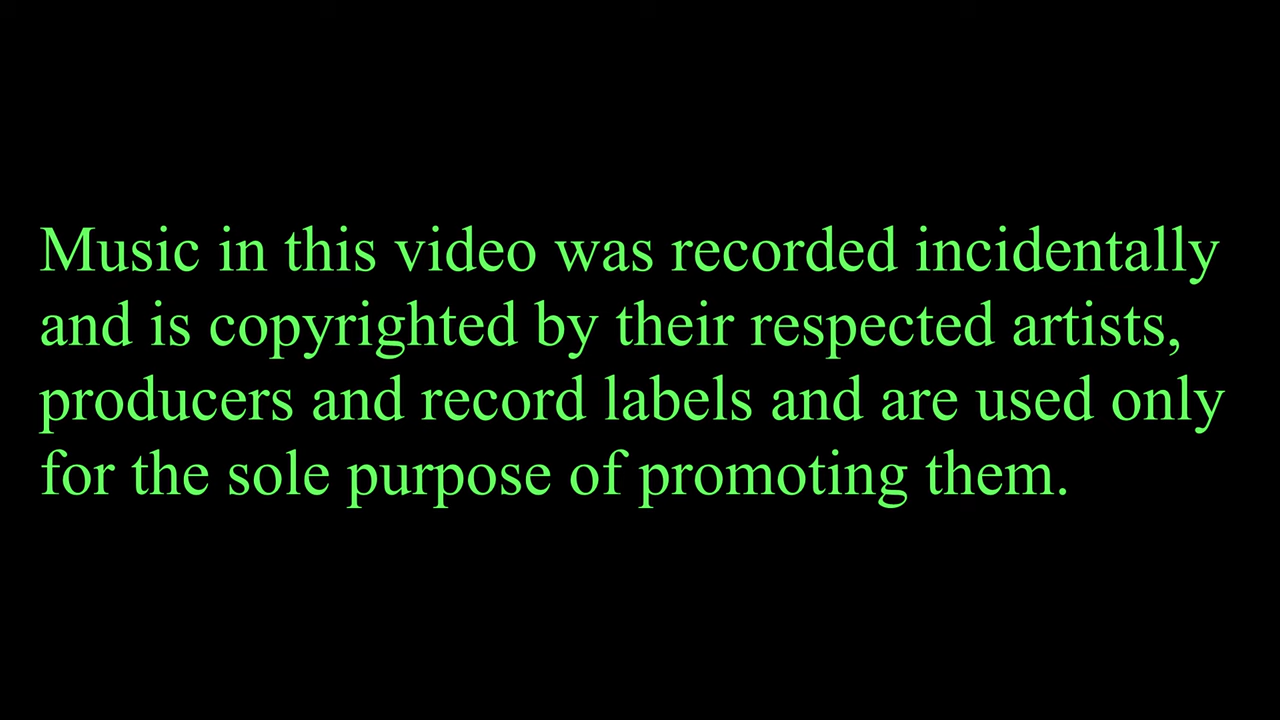 Music in this video was recorded incidentally
and is copyrighted by their respected artists,
producers and record labels and are used only
for the sole purpose of promoting them.